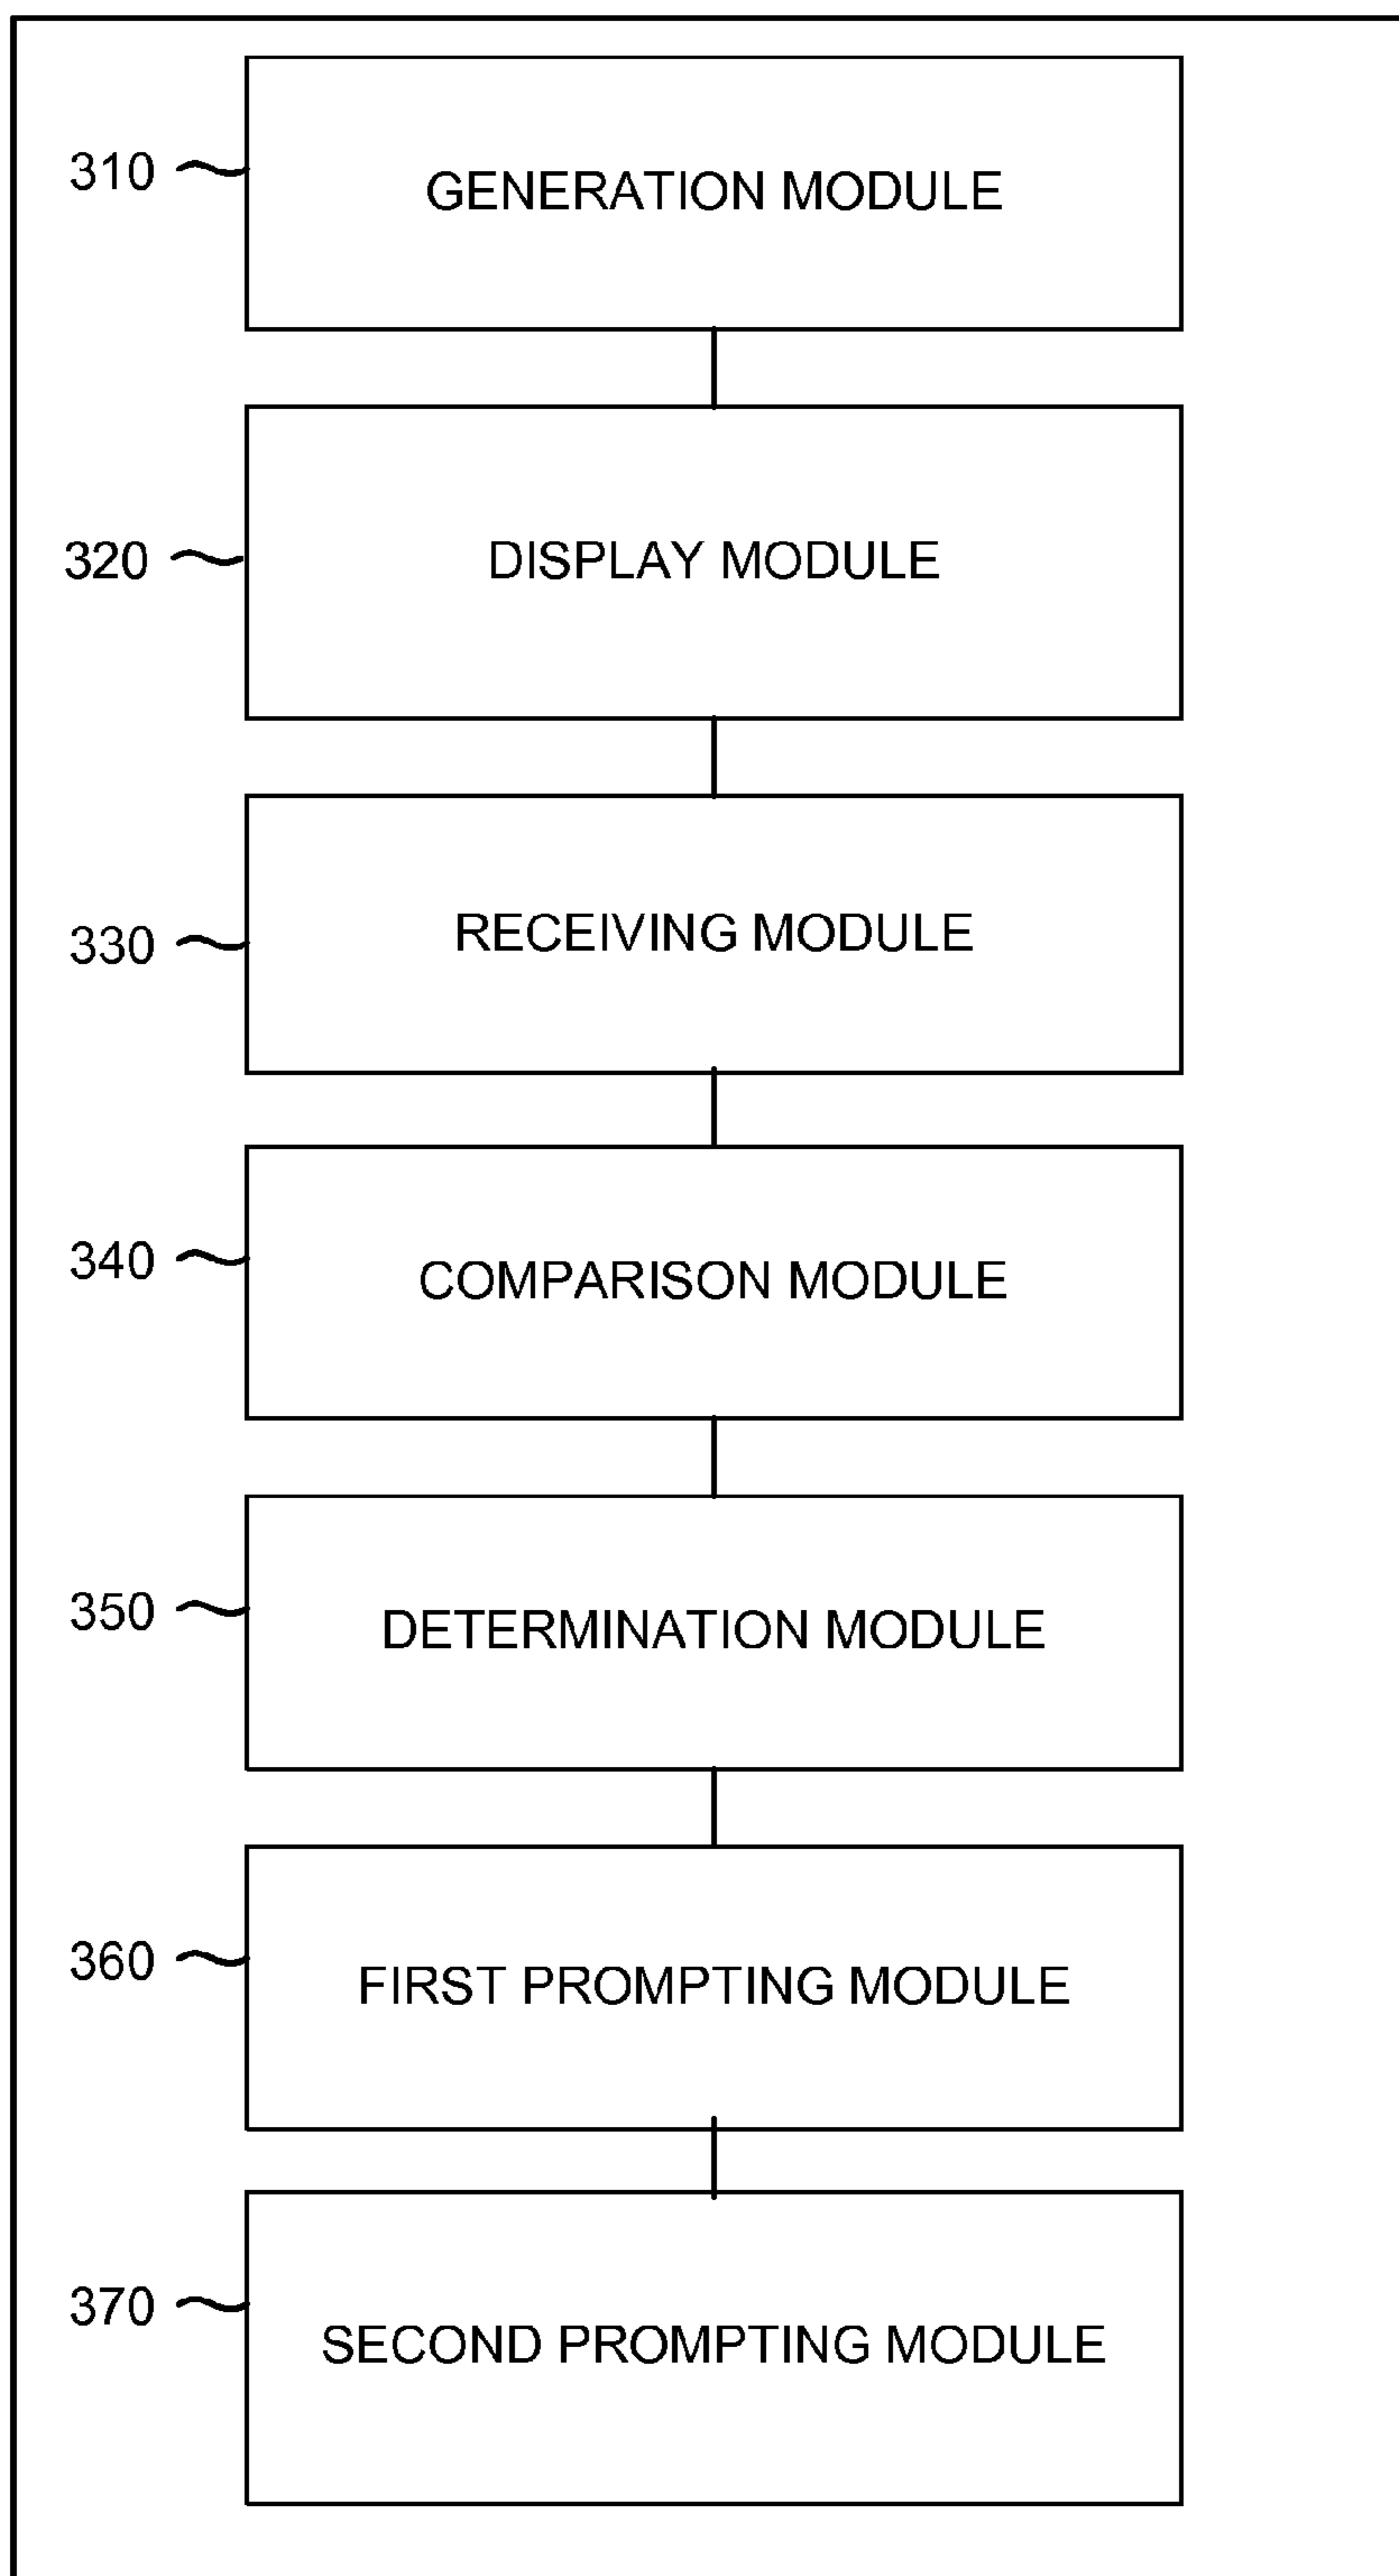 310 GENERATION MODULE
320 DISPLAY MODULE
330 RECEIVING MODULE
340 COMPARISON MODULE
350 DETERMINATION MODULE
360 FIRST PROMPTING MODULE
370 SECOND PROMPTING MODULE